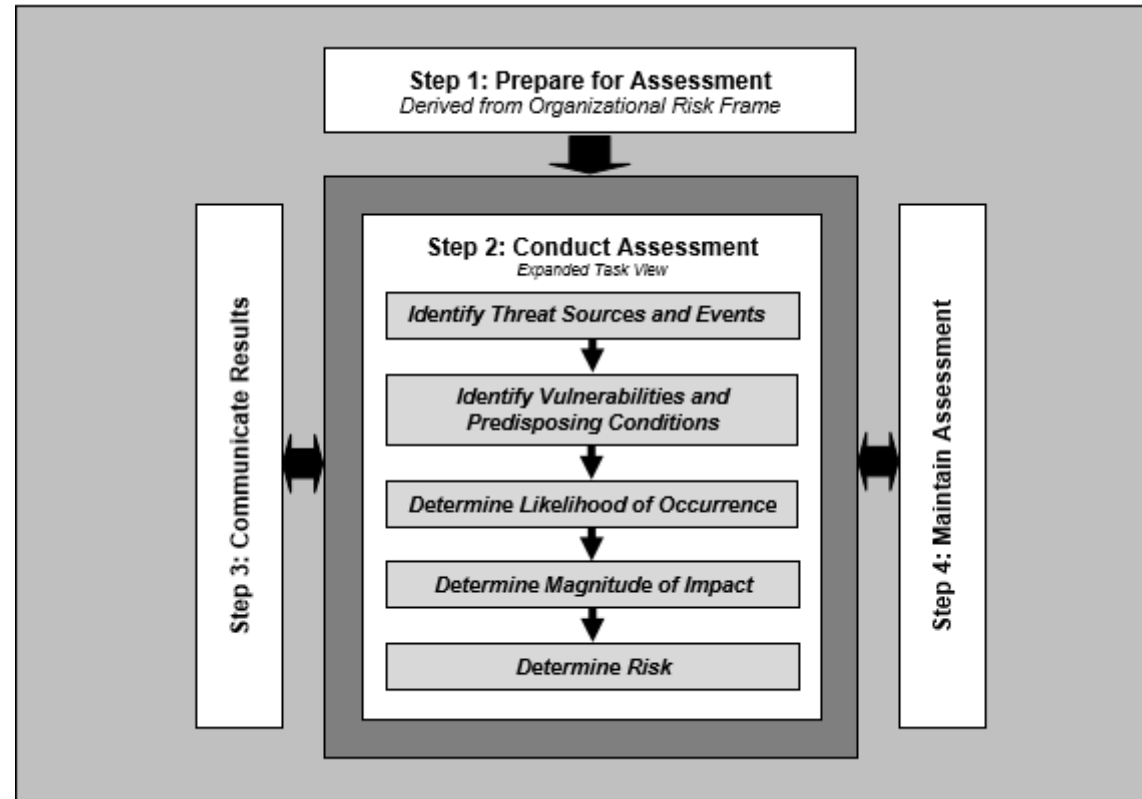 Step 1: Prepare for Assessment
Derived from Organizational Risk Frame
Step 2: Conduct Assessment
Expanded Task View
Identify Threat Sources and Events
Identify Vulnerabilities and
Predisposing Conditions
Determine Likelihood of Occurrence
Determine Magnitude of Impact
Determine Risk
Step 3: Communicate Results
Step 4: Maintain Assessment